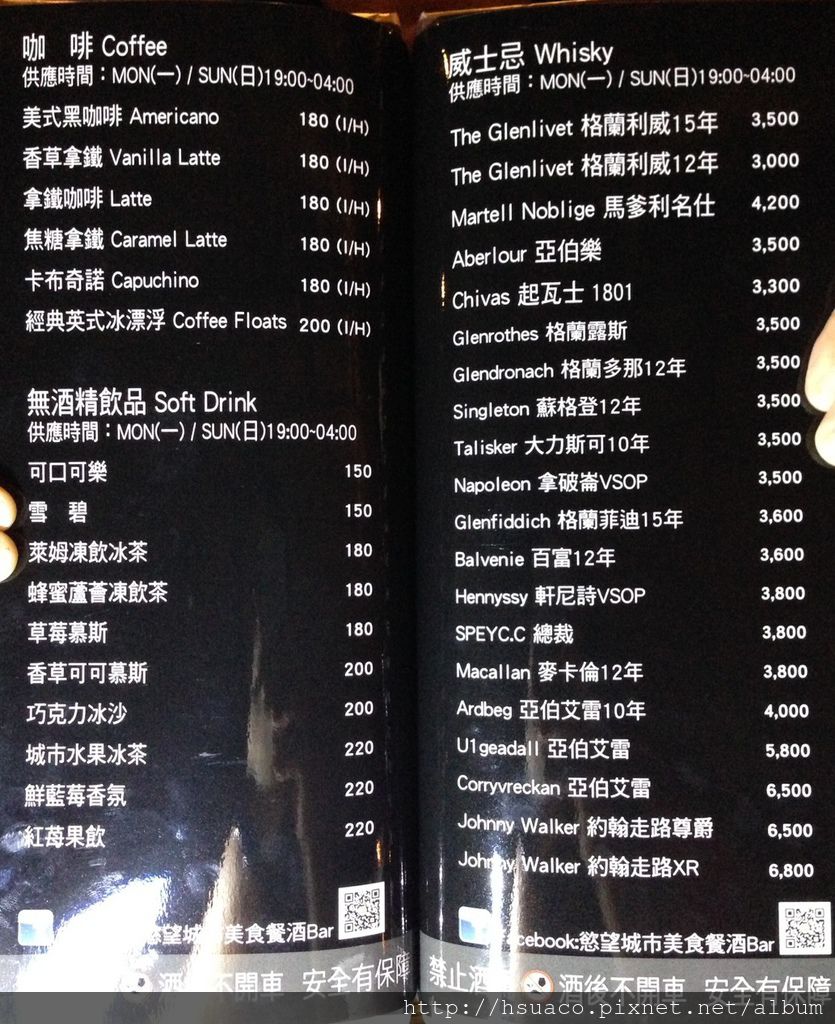 咖 啡 Coffee
供應時間：MON(一) / SUN(日)19:00~04:00
美式黑咖啡 Americano 180 (I/H)
香草拿鐵 Vanilla Latte 180 (I/H)
拿鐵咖啡 Latte 180 (I/H)
焦糖拿鐵 Caramel Latte 180 (I/H)
卡布奇諾 Capuchino 180 (I/H)
經典英式冰漂浮 Coffee Floats 200 (I/H)
無酒精飲品 Soft Drink
供應時間：MON(一) / SUN(日)19:00~04:00
可口可樂 150
雪 碧 150
萊姆凍飲冰茶 180
蜂蜜蘆薈凍飲茶 180
草莓慕斯 180
香草可可慕斯 200
巧克力冰沙 200
城市水果冰茶 220
鮮藍莓香氛 220
紅莓果飲 220
慾望城市美食餐酒Bar
酒後不開車 安全有保障
威士忌 Whisky
供應時間：MON(一) / SUN(日)19:00~04:00
The Glenlivet 格蘭利威15年 3,500
The Glenlivet 格蘭利威12年 3,000
Martell Noblige 馬爹利名仕 4,200
Aberlour 亞伯樂 3,500
Chivas 起瓦士 1801 3,300
Glenrothes 格蘭露斯 3,500
Glendronach 格蘭多那12年 3,500
Singleton 蘇格登12年 3,500
Talisker 大力斯可10年 3,500
Napoleon 拿破崙VSOP 3,500
Glenfiddich 格蘭菲迪15年 3,600
Balvenie 百富12年 3,600
Hennyssy 軒尼詩VSOP 3,800
SPEYC.C 總裁 3,800
Macallan 麥卡倫12年 3,800
Ardbeg 亞伯艾雷10年 4,000
U1geadall 亞伯艾雷 5,800
Corryvreckan 亞伯艾雷 6,500
Johnny Walker 約翰走路尊爵 6,500
Johnny Walker 約翰走路XR 6,800
facebook:慾望城市美食餐酒Bar
禁止酒 酒後不開車 安全有保障
http://hsuaco.pixnet.net/album